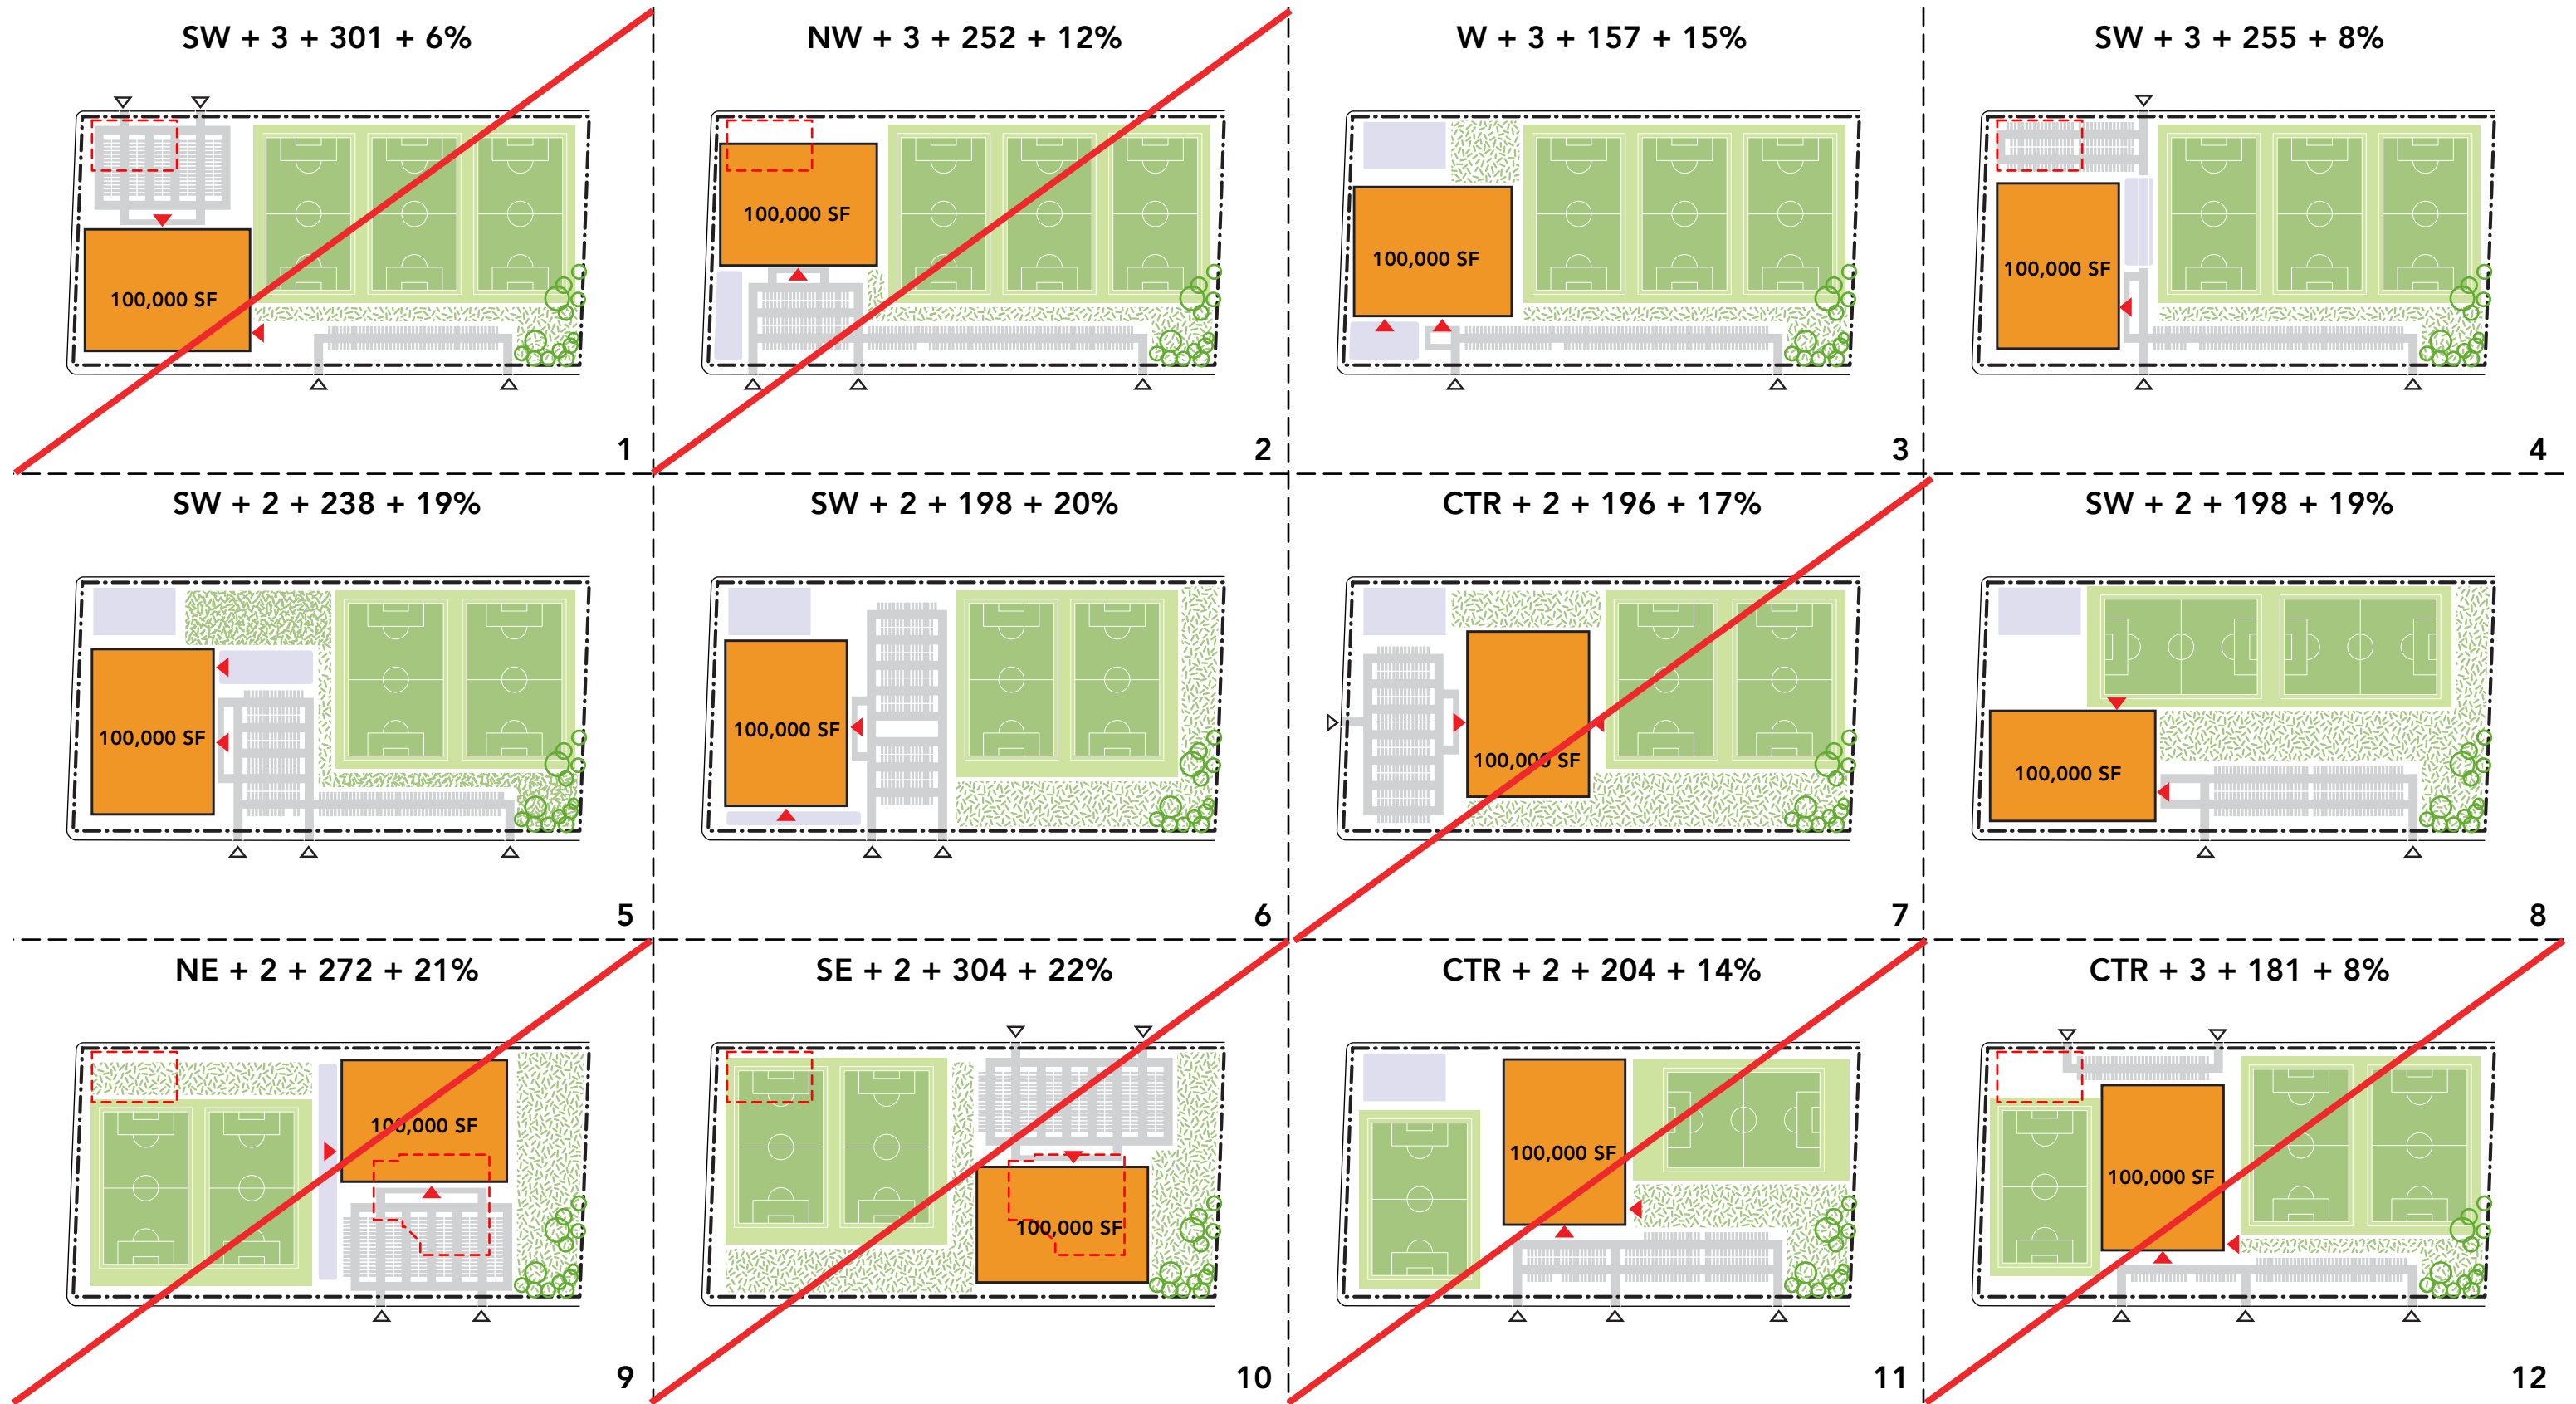 SW + 3 + 301 + 6%
100,000 SF
1
NW + 3 + 252 + 12%
100,000 SF
2
W + 3 + 157 + 15%
100,000 SF
3
SW + 3 + 255 + 8%
100,000 SF
4
SW + 2 + 238 + 19%
100,000 SF
5
SW + 2 + 198 + 20%
100,000 SF
6
CTR + 2 + 196 + 17%
100,000 SF
7
SW + 2 + 198 + 19%
100,000 SF
8
NE + 2 + 272 + 21%
100,000 SF
9
SE + 2 + 304 + 22%
100,000 SF
10
CTR + 2 + 204 + 14%
100,000 SF
11
CTR + 3 + 181 + 8%
100,000 SF
12